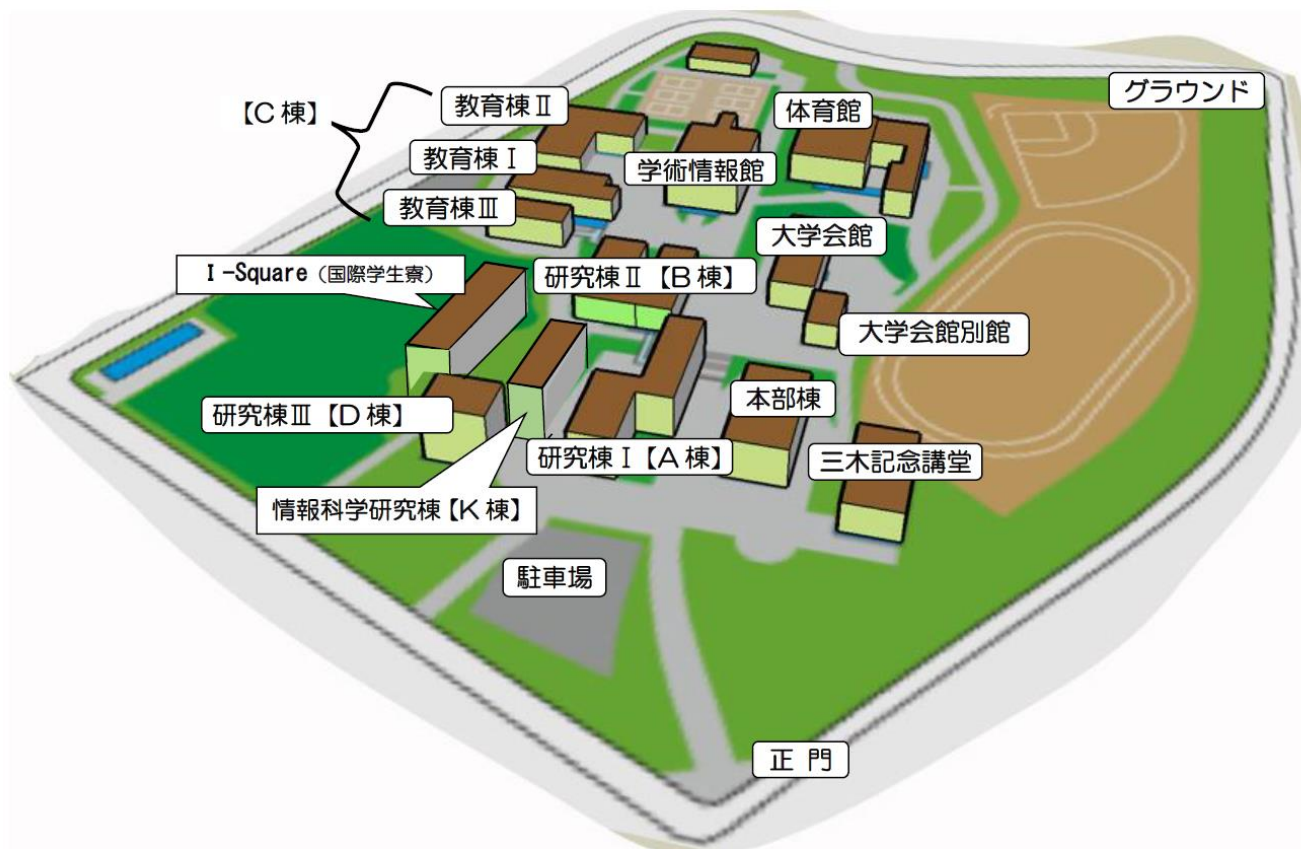 グラウンド
教育棟Ⅱ
体育館
【C棟】
教育棟Ⅰ
学術情報館
教育棟Ⅲ
大学会館
I-Square（国際学生寮）
研究棟Ⅱ【B棟】
大学会館別館
本部棟
研究棟Ⅲ【D棟】
研究棟Ⅰ【A棟】
三木記念講堂
情報科学研究棟【K棟】
駐車場
正 門